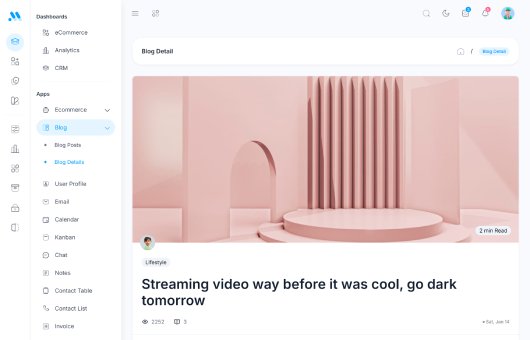 Dashboards
eCommerce
Analytics
CRM
Apps
Ecommerce
Blog
Blog Posts
Blog Details
User Profile
Email
Calendar
Kanban
Chat
Notes
Contact Table
Contact List
Invoice
Blog Detail
/
Blog Detail
2 min Read
Lifestyle
Streaming video way before it was cool, go dark
tomorrow
2252
3
Sat, Jan 14